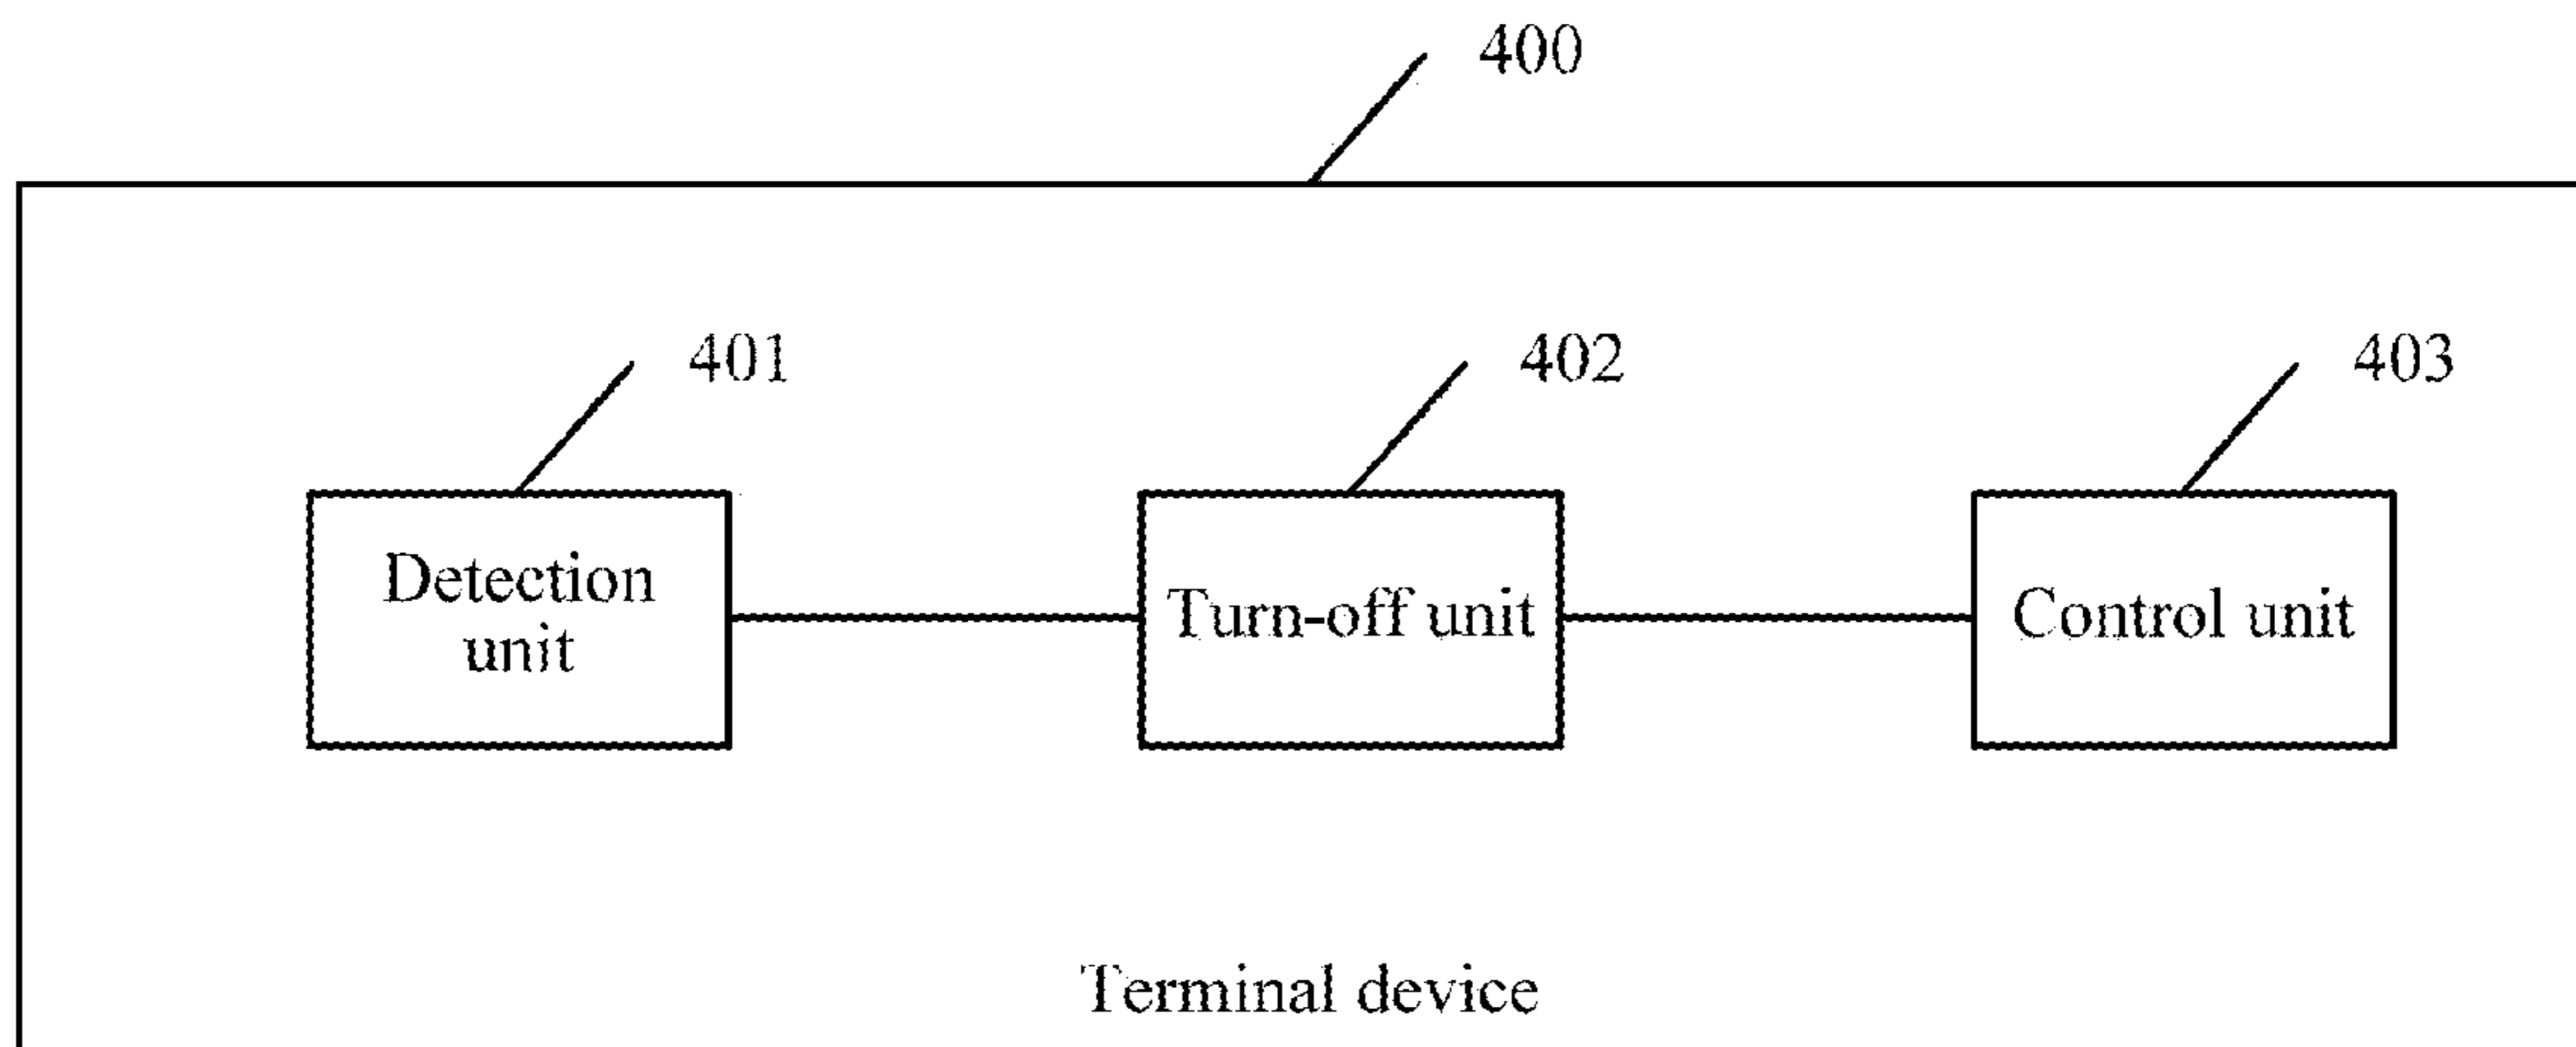 400
401
402
403
Detection
unit
Turn-off unit
Control unit
Terminal device